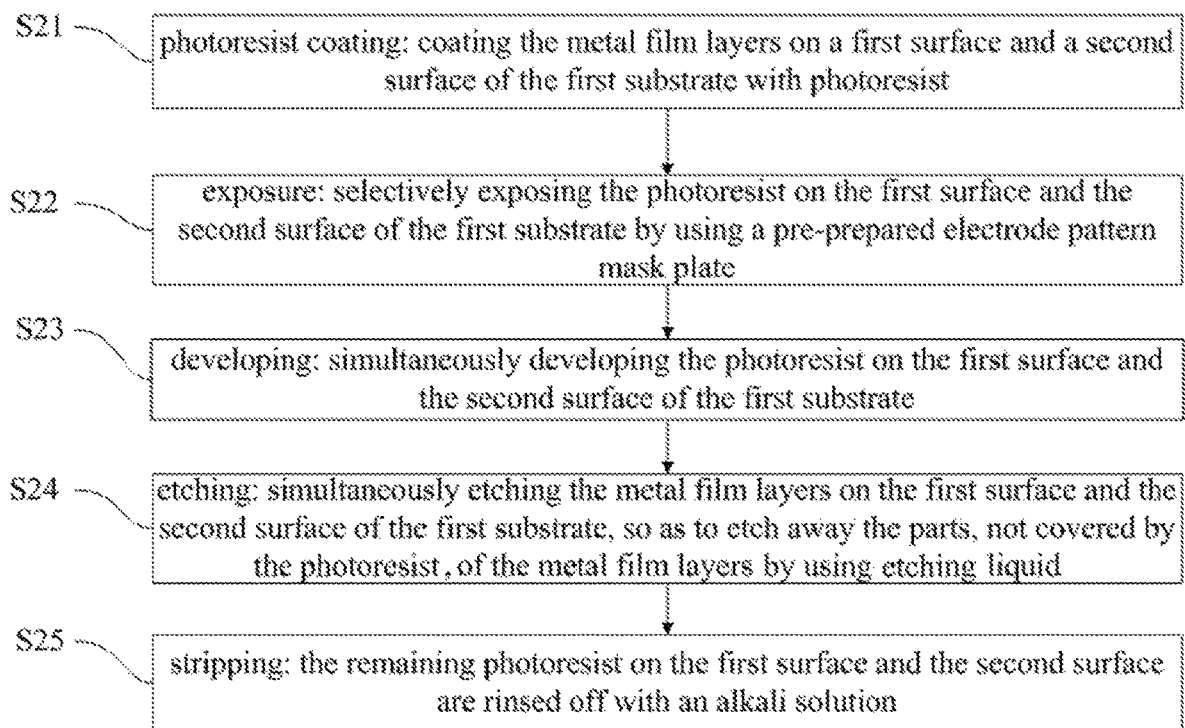 S21
photoresist coating: coating the metal film layers on a first surface and a second
surface of the first substrate with photoresist
S22
exposure: selectively exposing the photoresist on the first surface and the
second surface of the first substrate by using a pre-prepared electrode pattern
mask plate
S23
developing: simultaneously developing the photoresist on the first surface and
the second surface of the first substrate
S24
etching: simultaneously etching the metal film layers on the first surface and the
second surface of the first substrate, so as to etch away the parts, not covered by
the photoresist, of the metal film layers by using etching liquid
S25
stripping: the remaining photoresist on the first surface and the second surface
are rinsed off with an alkali solution